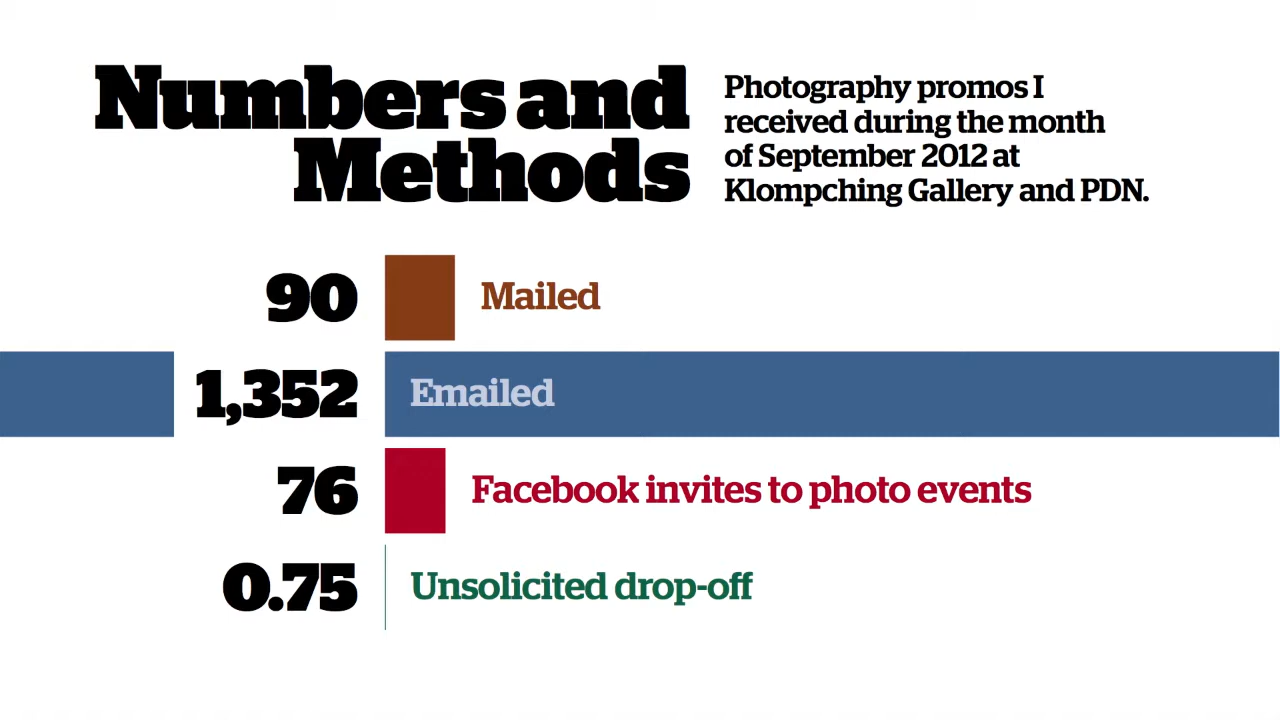 Numbers and
Methods
Photography promos I
received during the month
of September 2012 at
Klompching Gallery and PDN.
90 Mailed
1,352 Emailed
76 Facebook invites to photo events
0.75 Unsolicited drop-off